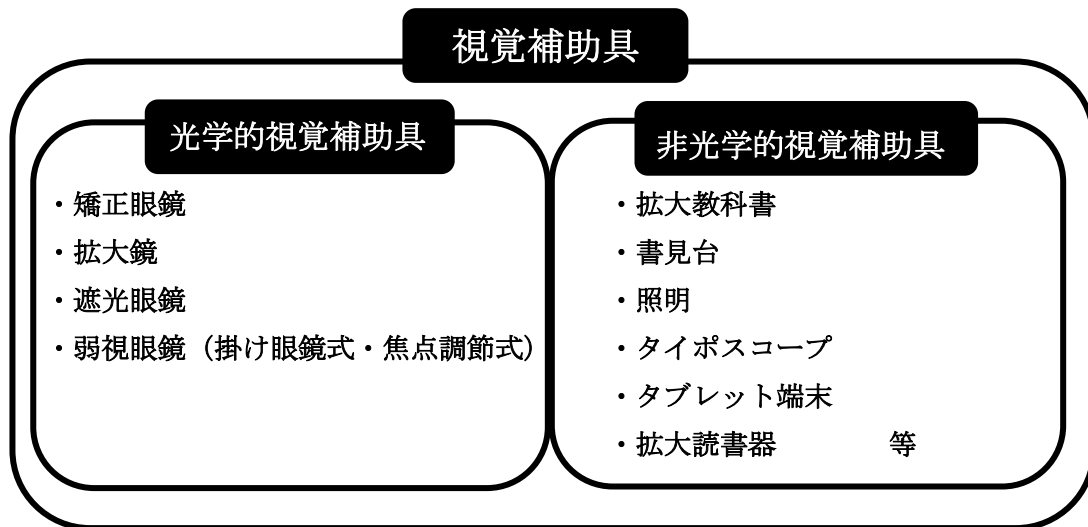 視覚補助具
光学的視覚補助具
・矯正眼鏡
・拡大鏡
・遮光眼鏡
・弱視眼鏡（掛け眼鏡式・焦点調節式）
非光学的視覚補助具
・拡大教科書
・書見台
・照明
・タイポスコープ
・タブレット端末
・拡大読書器　　　　等